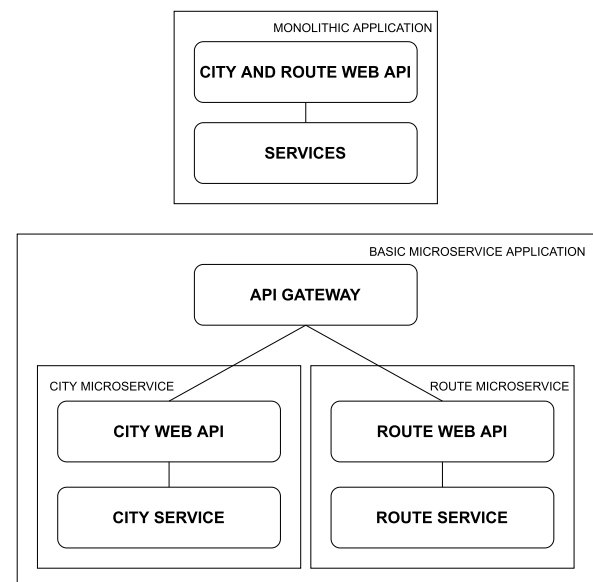 MONOLITHIC APPLICATION
CITY AND ROUTE WEB API
SERVICES
BASIC MICROSERVICE APPLICATION
API GATEWAY
CITY MICROSERVICE
ROUTE MICROSERVICE
CITY WEB API
ROUTE WEB API
CITY SERVICE
ROUTE SERVICE